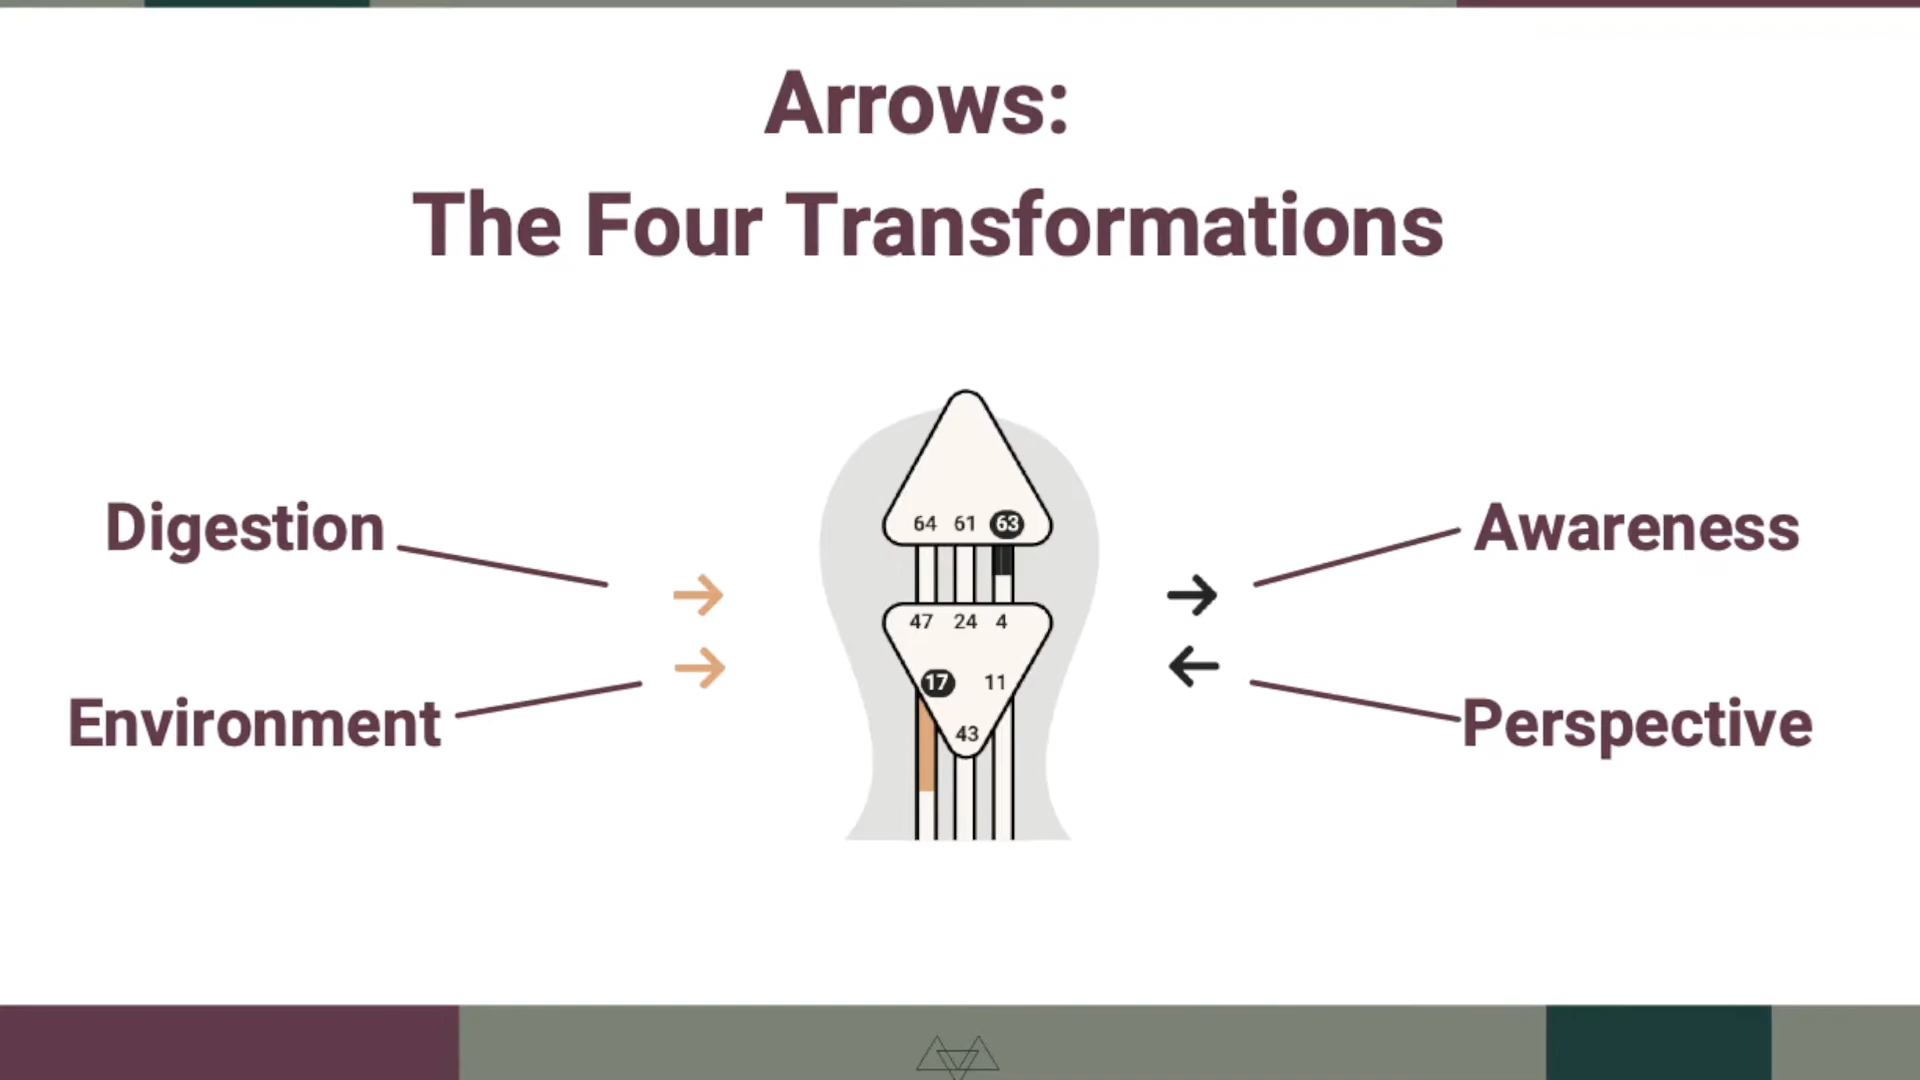 Arrows:
The Four Transformations
Digestion
Awareness
64 61 63
47 24 4
17 11
43
Environment
Perspective